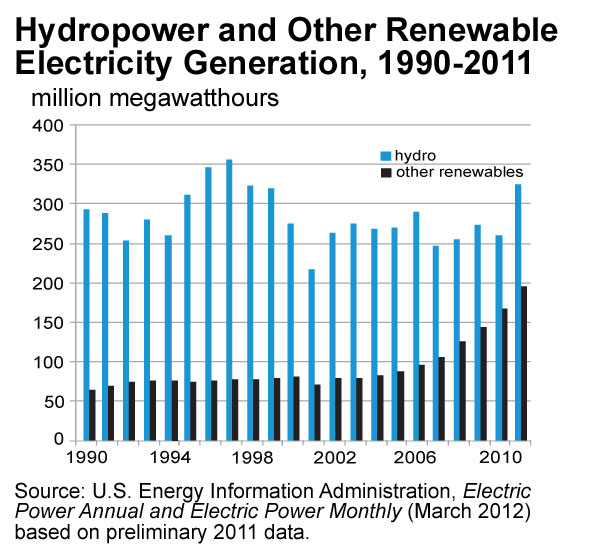 Hydropower and Other Renewable
Electricity Generation, 1990-2011
million megawatthours
400
350
300
250
200
150
100
50
0
hydro
other renewables
1990 1994 1998 2002 2006 2010
Source: U.S. Energy Information Administration, Electric
Power Annual and Electric Power Monthly (March 2012)
based on preliminary 2011 data.